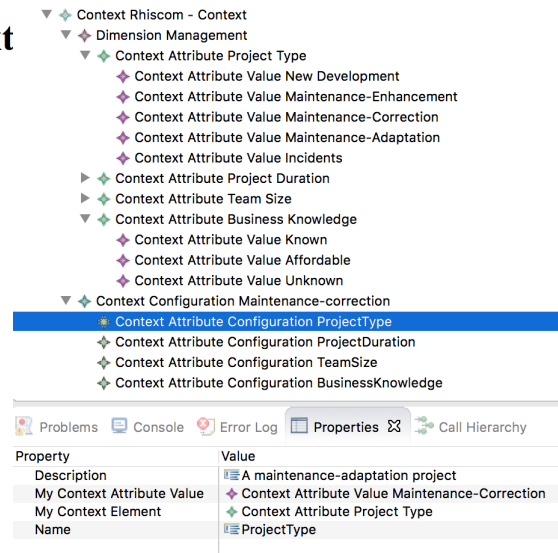 Context Rhiscom - Context
t
Dimension Management
Context Attribute Project Type
Context Attribute Value New Development
Context Attribute Value Maintenance-Enhancement
Context Attribute Value Maintenance-Correction
Context Attribute Value Maintenance-Adaptation
Context Attribute Value Incidents
Context Attribute Project Duration
Context Attribute Team Size
Context Attribute Business Knowledge
Context Attribute Value Known
Context Attribute Value Affordable
Context Attribute Value Unknown
Context Configuration Maintenance-correction
Context Attribute Configuration ProjectType
Context Attribute Configuration ProjectDuration
Context Attribute Configuration TeamSize
Context Attribute Configuration BusinessKnowledge
Problems Console Error Log Properties Call Hierarchy
Property Value
Description A maintenance-adaptation project
My Context Attribute Value Context Attribute Value Maintenance-Correction
My Context Element Context Attribute Project Type
Name ProjectType